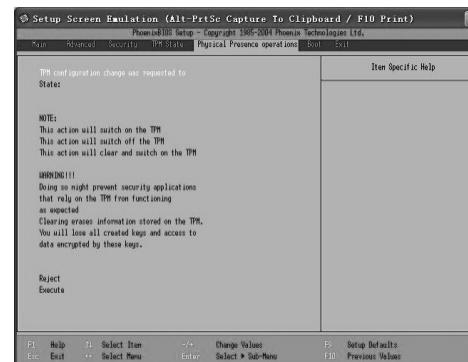 Setup Screen Emulation (Alt-PrtSc Capture To Clipboard / F10 Print)
PhoenixBIOS Setup - Copyright 1985-2004 Phoenix Technologies Ltd.
Main Advanced Security TPM State Physical Presence operations Boot Exit
TPM configuration change was requested to
State:
Item Specific Help
NOTE:
This action will switch on the TPM
This action will switch off the TPM
This action will clear and switch on the TPM
WARNING!!!
Doing so might prevent security applications
that rely on the TPM from functioning
as expected
Clearing erases information stored on the TPM.
You will lose all created keys and access to
data encrypted by these keys.
Reject
Execute
F1 Help ↑↓ Select Item -/+ Change Values F9 Setup Defaults
Esc Exit ↔ Select Menu Enter Select ▶ Sub-Menu F10 Previous Values